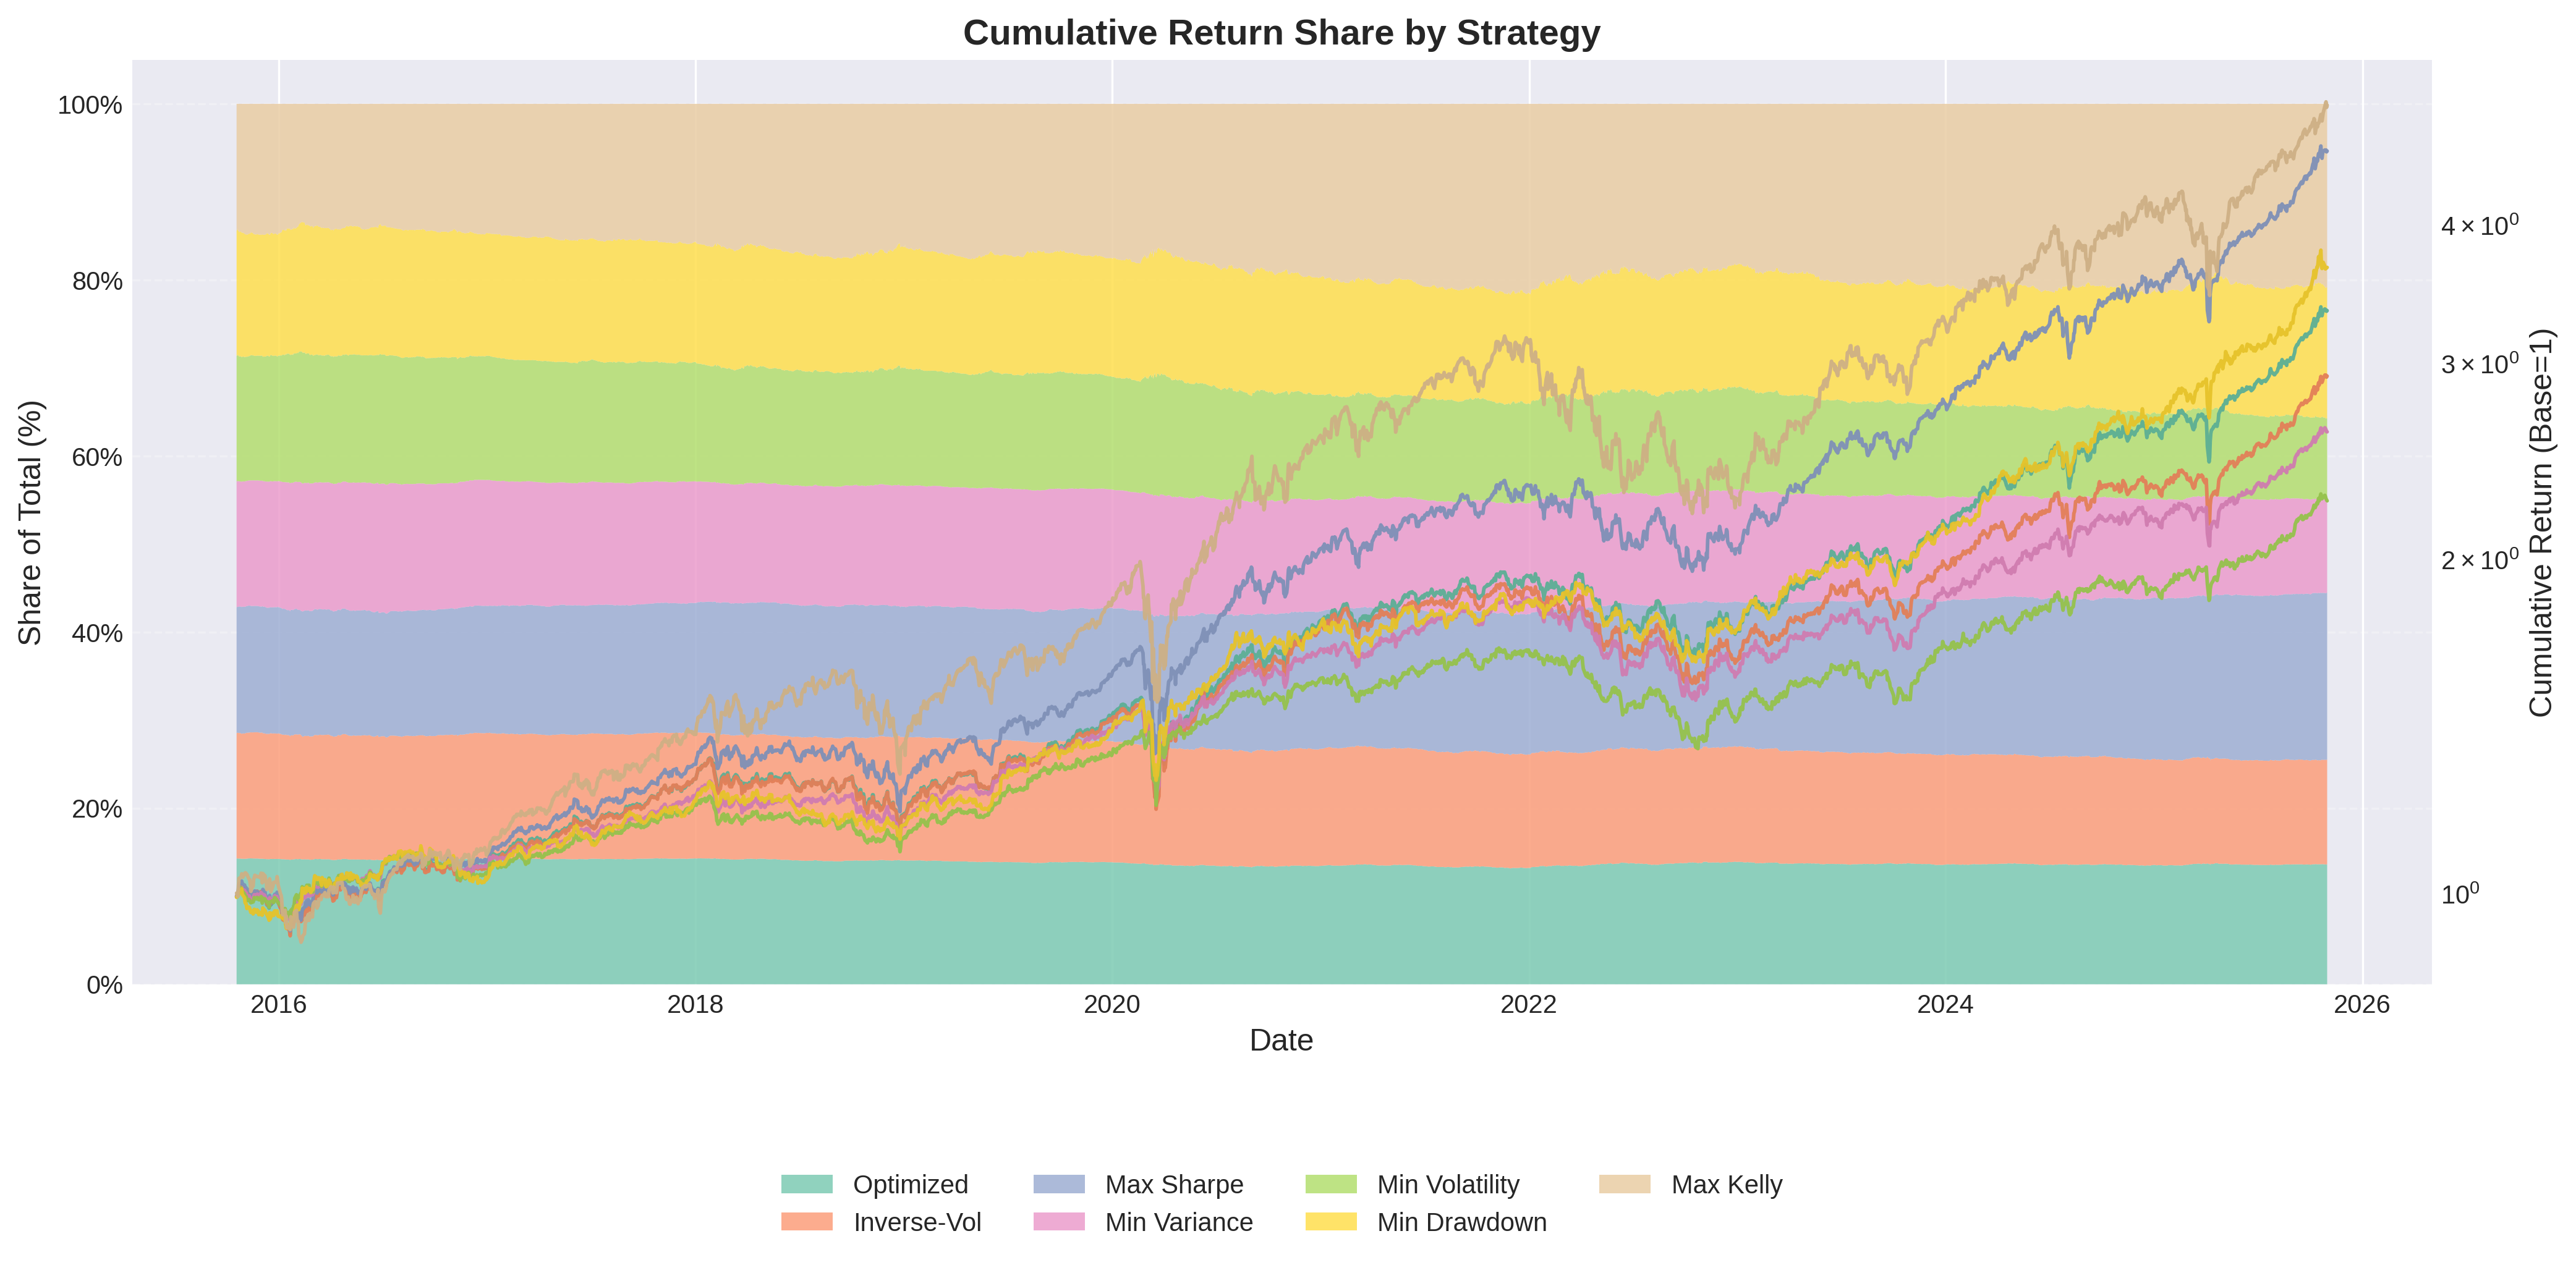 Cumulative Return Share by Strategy
100%
80%
60%
40%
20%
0%
Share of Total (%)
4 × 10⁰
3 × 10⁰
2 × 10⁰
10⁰
Cumulative Return (Base=1)
2016 2018 2020 2022 2024 2026
Date
Optimized Max Sharpe Min Volatility Max Kelly
Inverse-Vol Min Variance Min Drawdown